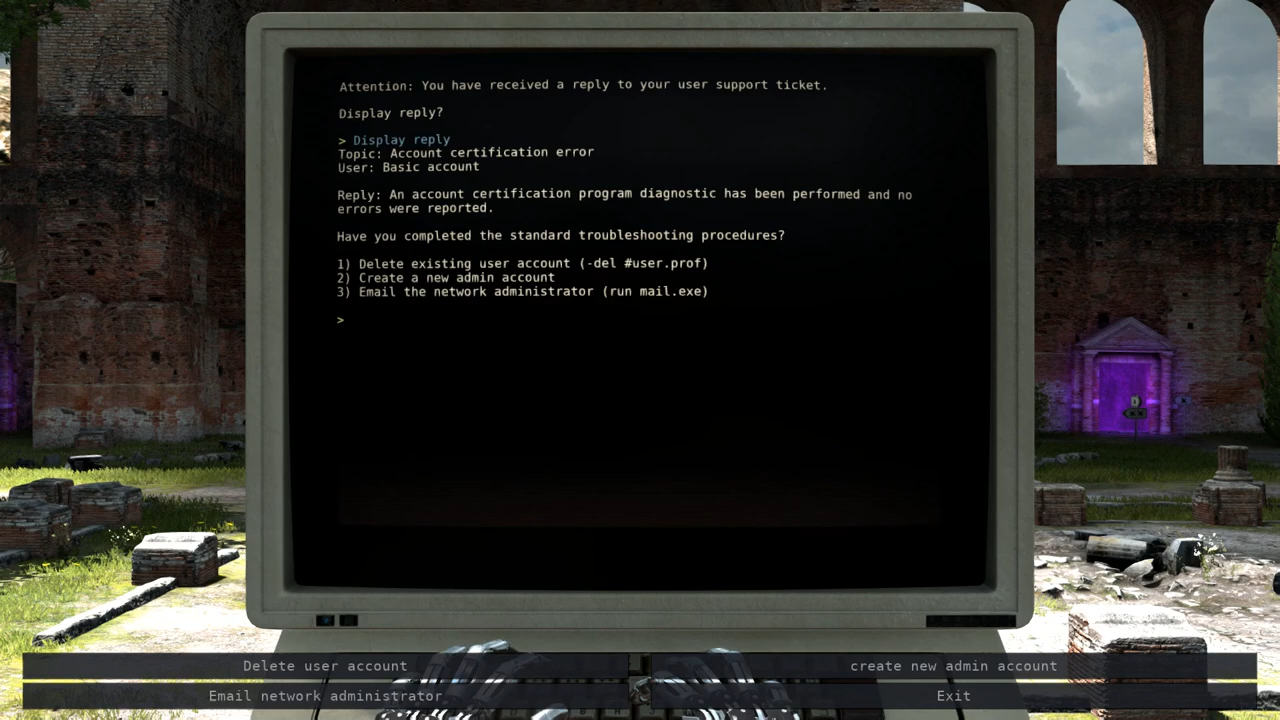 Attention: You have received a reply to your user support ticket.
Display reply?
> Display reply
Topic: Account certification error
User: Basic account
Reply: An account certification program diagnostic has been performed and no
errors were reported.
Have you completed the standard troubleshooting procedures?
1) Delete existing user account (-del #user.prof)
2) Create a new admin account
3) Email the network administrator (run mail.exe)
>
Delete user account
create new admin account
Email network administrator
Exit